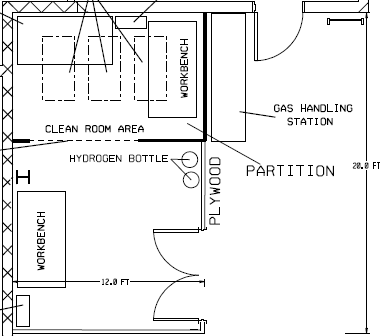 WORKBENCH
GAS HANDLING
STATION
CLEAN ROOM AREA
HYDROGEN BOTTLE
PARTITION
PLYWOOD
20.0 FT
H
WORKBENCH
12.0 FT